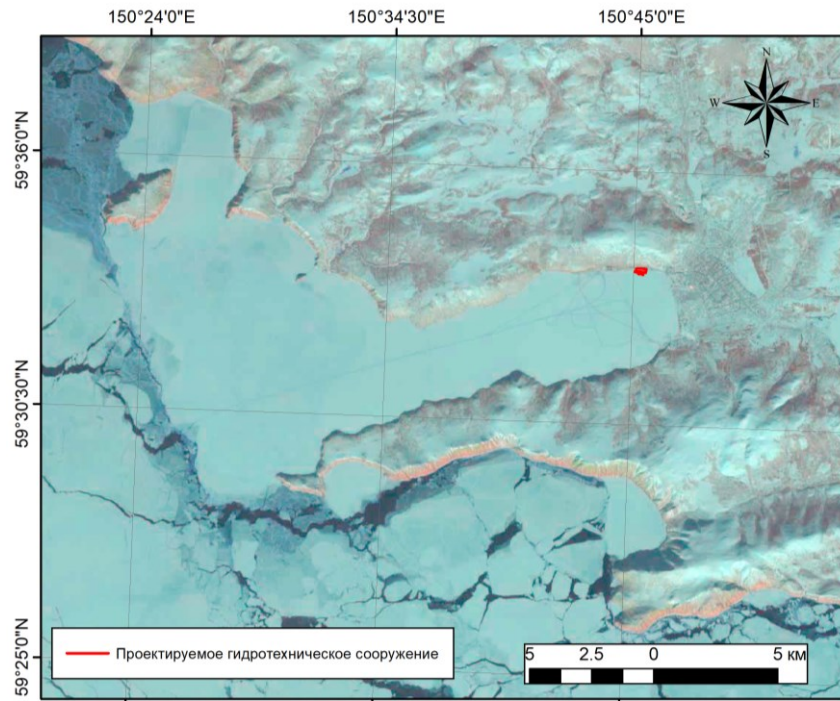 150°24'0"E 150°34'30"E 150°45'0"E
N
W E
S
59°36'0"N
59°30'30"N
59°25'0"N
Проектируемое гидротехническое сооружение
5 2.5 0 5 км